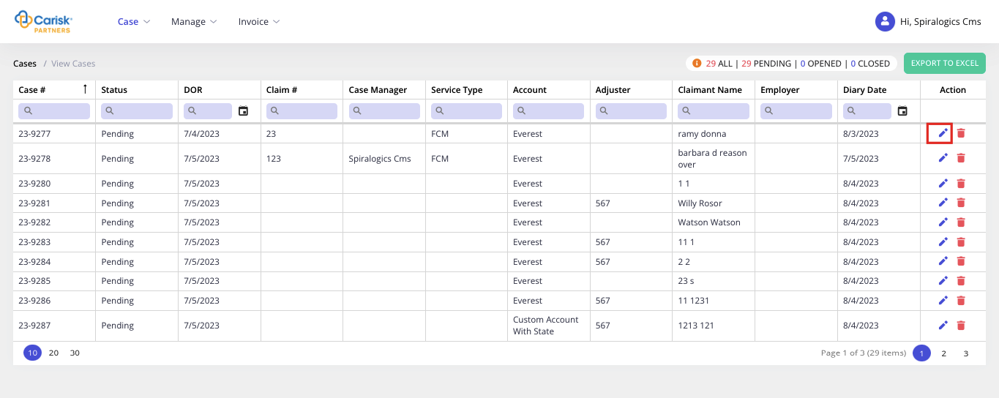 Carisk
PARTNERS
Case Manage Invoice Hi, Spiralogics Cms
Cases / View Cases 29 ALL | 29 PENDING | 0 OPENED | 0 CLOSED EXPORT TO EXCEL
Case # Status DOR Claim # Case Manager Service Type Account Adjuster Claimant Name Employer Diary Date Action
23-9277 Pending 7/4/2023 23 FCM Everest ramy donna 8/3/2023
23-9278 Pending 7/5/2023 123 Spiralogics Cms FCM Everest barbara d reason 7/5/2023
over
23-9280 Pending 7/5/2023 Everest 1 1 8/4/2023
23-9281 Pending 7/5/2023 Everest 567 Willy Rosor 8/4/2023
23-9282 Pending 7/5/2023 Everest Watson Watson 8/4/2023
23-9283 Pending 7/5/2023 Everest 567 11 1 8/4/2023
23-9284 Pending 7/5/2023 Everest 567 2 2 8/4/2023
23-9285 Pending 7/5/2023 Everest 23 s 8/4/2023
23-9286 Pending 7/5/2023 Everest 567 11 1231 8/4/2023
23-9287 Pending 7/5/2023 Custom Account 567 1213 121 8/4/2023
With State
10 20 30 Page 1 of 3 (29 items) 1 2 3